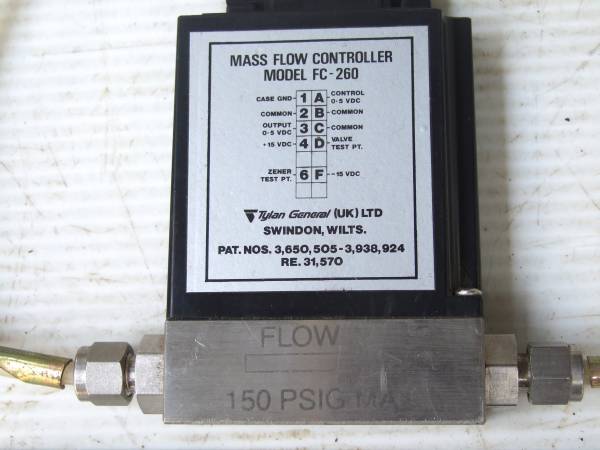 MASS FLOW CONTROLLER
MODEL FC-260
CASE GND 1 A CONTROL 0-5 VDC
COMMON 2 B COMMON
OUTPUT 0-5 VDC 3 C COMMON
+15 VDC 4 D VALVE TEST PT.
ZENER TEST PT. 6 F -15 VDC
Tylan General (UK) LTD
SWINDON, WILTS.
PAT. NOS. 3,650,505-3,938,924
RE. 31,570
FLOW
150 PSIG MAX